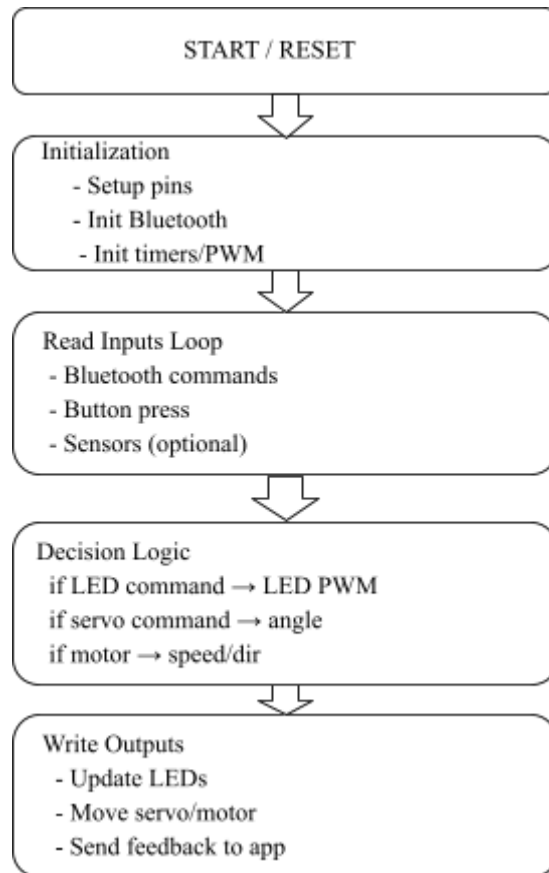 START / RESET
Initialization
- Setup pins
- Init Bluetooth
- Init timers/PWM
Read Inputs Loop
- Bluetooth commands
- Button press
- Sensors (optional)
Decision Logic
if LED command → LED PWM
if servo command → angle
if motor → speed/dir
Write Outputs
- Update LEDs
- Move servo/motor
- Send feedback to app